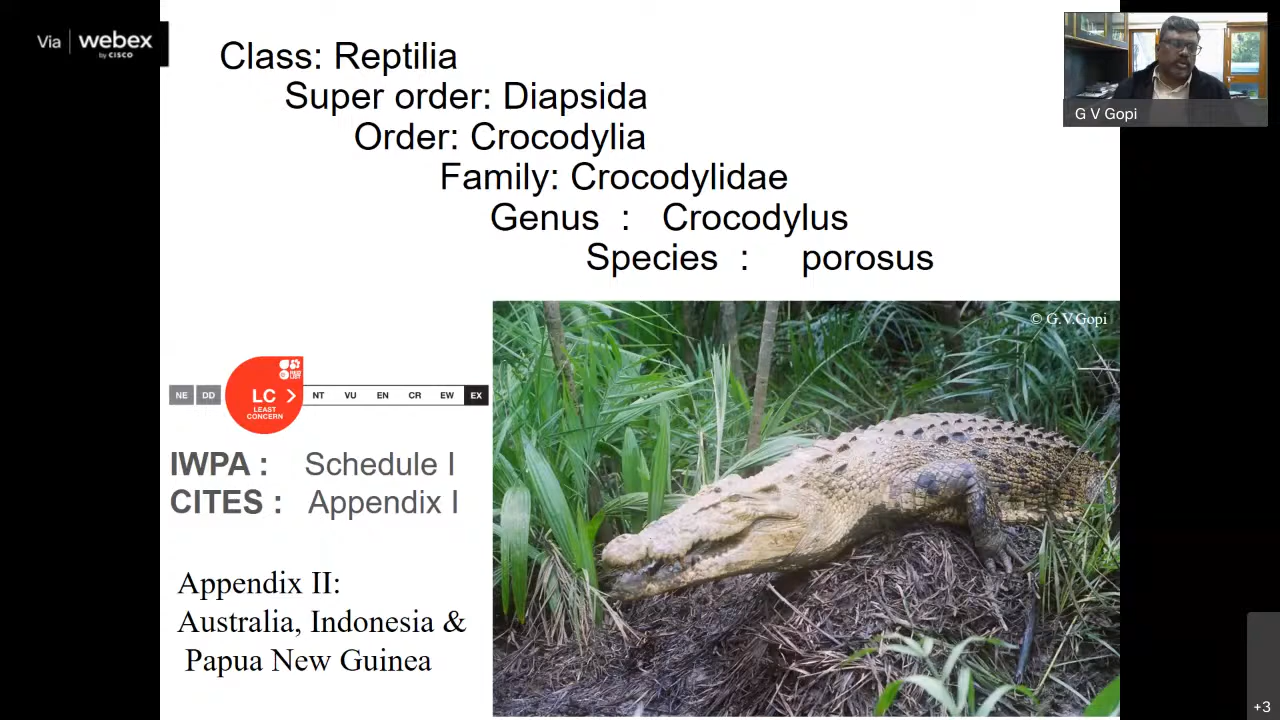 Via webex
by CISCO
G V Gopi
Class: Reptilia
Super order: Diapsida
Order: Crocodylia
Family: Crocodylidae
Genus : Crocodylus
Species : porosus
© G.V.Gopi
NE DD LC NT VU EN CR EW EX
LEAST
CONCERN
IWPA : Schedule I
CITES : Appendix I
Appendix II:
Australia, Indonesia &
Papua New Guinea
+3